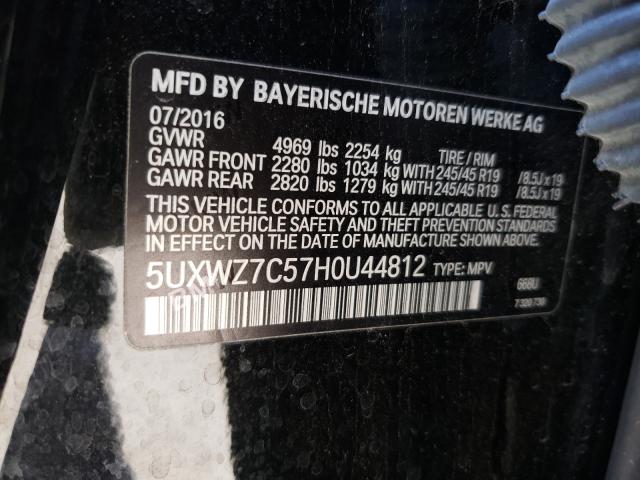 MFD BY BAYERISCHE MOTOREN WERKE AG
07/2016
GVWR 4969 lbs 2254 kg TIRE / RIM
GAWR FRONT 2280 lbs 1034 kg WITH 245/45 R19 /8.5J x 19
GAWR REAR 2820 lbs 1279 kg WITH 245/45 R19 /8.5J x 19
THIS VEHICLE CONFORMS TO ALL APPLICABLE U.S. FEDERAL
MOTOR VEHICLE SAFETY AND THEFT PREVENTION
STANDARDS IN EFFECT ON THE DATE OF
5UXWZ7C57H0U44812 TYPE: MPV 668U
7 320 730